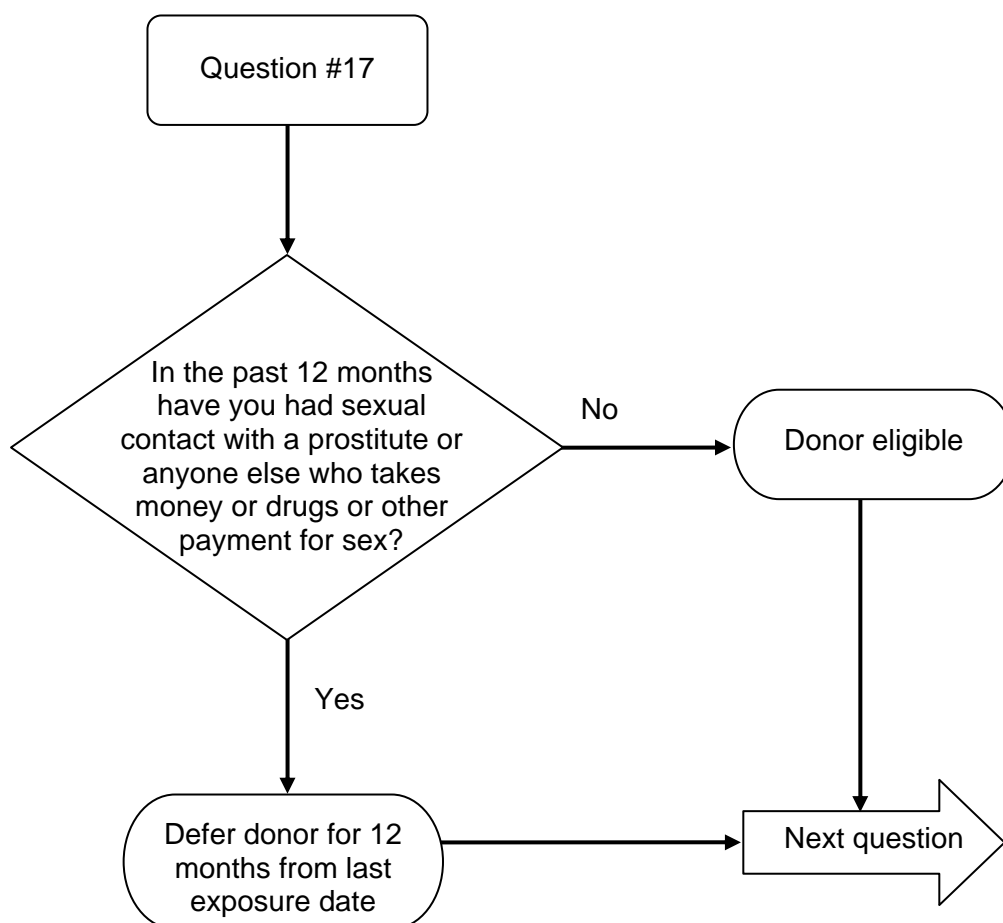 Question #17
In the past 12 months
have you had sexual
contact with a prostitute or
anyone else who takes
money or drugs or other
payment for sex?
No
Donor eligible
Yes
Defer donor for 12
months from last
exposure date
Next question